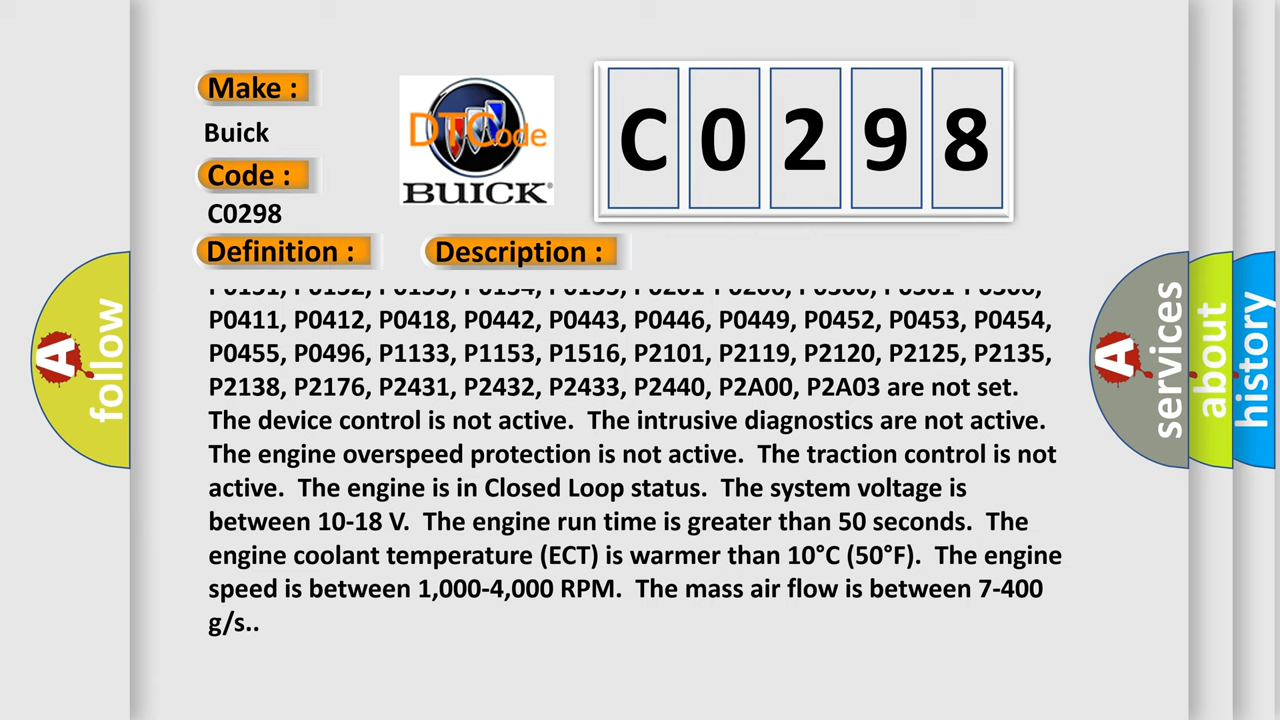 Make :
Buick
Code :
C0298
DTCode
BUICK
C0298
Definition :
Description :
P0411, P0412, P0418, P0442, P0443, P0446, P0449, P0452, P0453, P0454,
P0455, P0496, P1133, P1153, P1516, P2101, P2119, P2120, P2125, P2135,
P2138, P2176, P2431, P2432, P2433, P2440, P2A00, P2A03 are not set.
The device control is not active. The intrusive diagnostics are not active.
The engine overspeed protection is not active. The traction control is not
active. The engine is in Closed Loop status. The system voltage is
between 10-18 V. The engine run time is greater than 50 seconds. The
engine coolant temperature (ECT) is warmer than 10°C (50°F). The engine
speed is between 1,000-4,000 RPM. The mass air flow is between 7-400
g/s..
A follow
A services
about
history